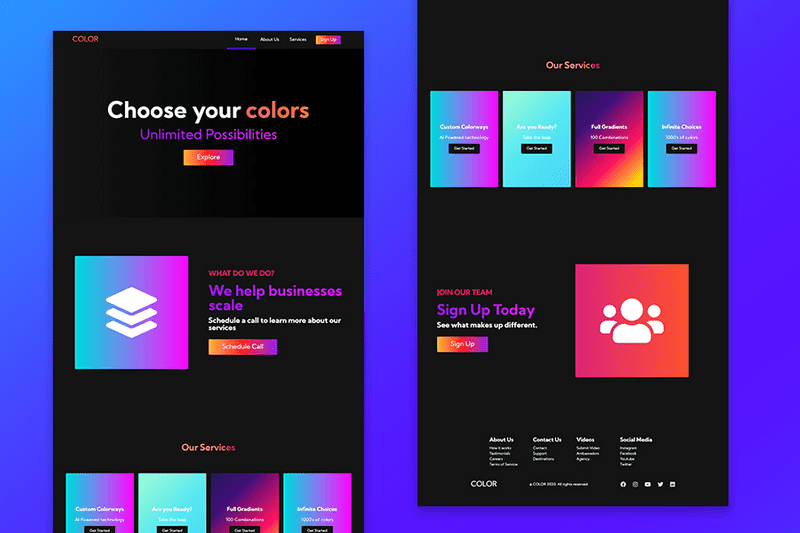 COLOR
Home About Us Services Sign Up
Choose your colors
Unlimited Possibilities
Explore
WHAT DO WE DO?
We help businesses
scale
Schedule a call to learn more about our
services
Schedule Call
Our Services
Custom Colorways
AI Powered technology
Get Started
Are you Ready?
Take the leap
Get Started
Full Gradients
100 Combinations
Get Started
Infinite Choices
1000's of colors
Get Started
Our Services
Custom Colorways
AI Powered technology
Get Started
Are you Ready?
Take the leap
Get Started
Full Gradients
100 Combinations
Get Started
Infinite Choices
1000's of colors
Get Started
JOIN OUR TEAM
Sign Up Today
See what makes up different.
Sign Up
About Us
How it works
Testimonials
Careers
Terms of Service
Contact Us
Contact
Support
Destinations
Videos
Submit Video
Ambassadors
Agency
Social Media
Instagram
Facebook
Youtube
Twitter
COLOR
© COLOR 2020. All rights reserved